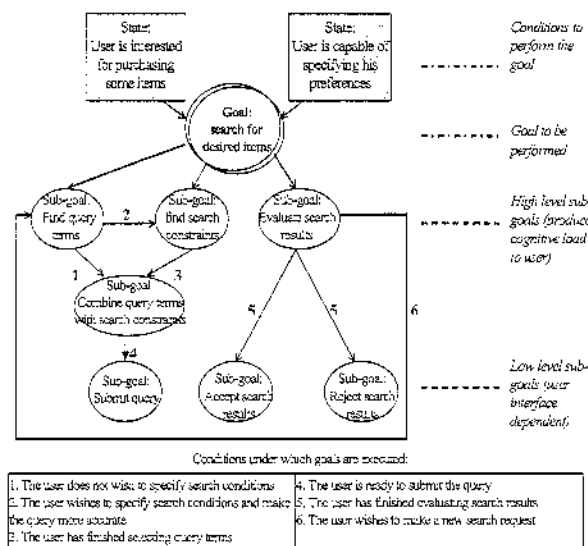 State:
User is interested
for purchasing
some items
State:
User is capable of
specifying his
preferences
Conditions to
perform the
goal
Goal:
search for
desired items
Goal to be
performed
Sub-goal:
Find query
terms
2
Sub-goal:
find search
constraints
Sub-goal:
Evaluate search
results
High level sub-
goals (produce
cognitive load
to user)
1
3
Sub-goal
Combine query terms
with search constraints
5
5
6
4
Sub-goal:
Submit query
Sub-goal:
Accept search
results
Sub-goal:
Reject search
results
Low level sub-
goals (user
interface
dependent)
Conditions under which goals are executed:
1. The user does not wish to specify search conditions
2. The user wishes to specify search conditions and make
the query more accurate
3. The user has finished selecting query terms
4. The user is ready to submit the query
5. The user has finished evaluating search results
6. The user wishes to make a new search request